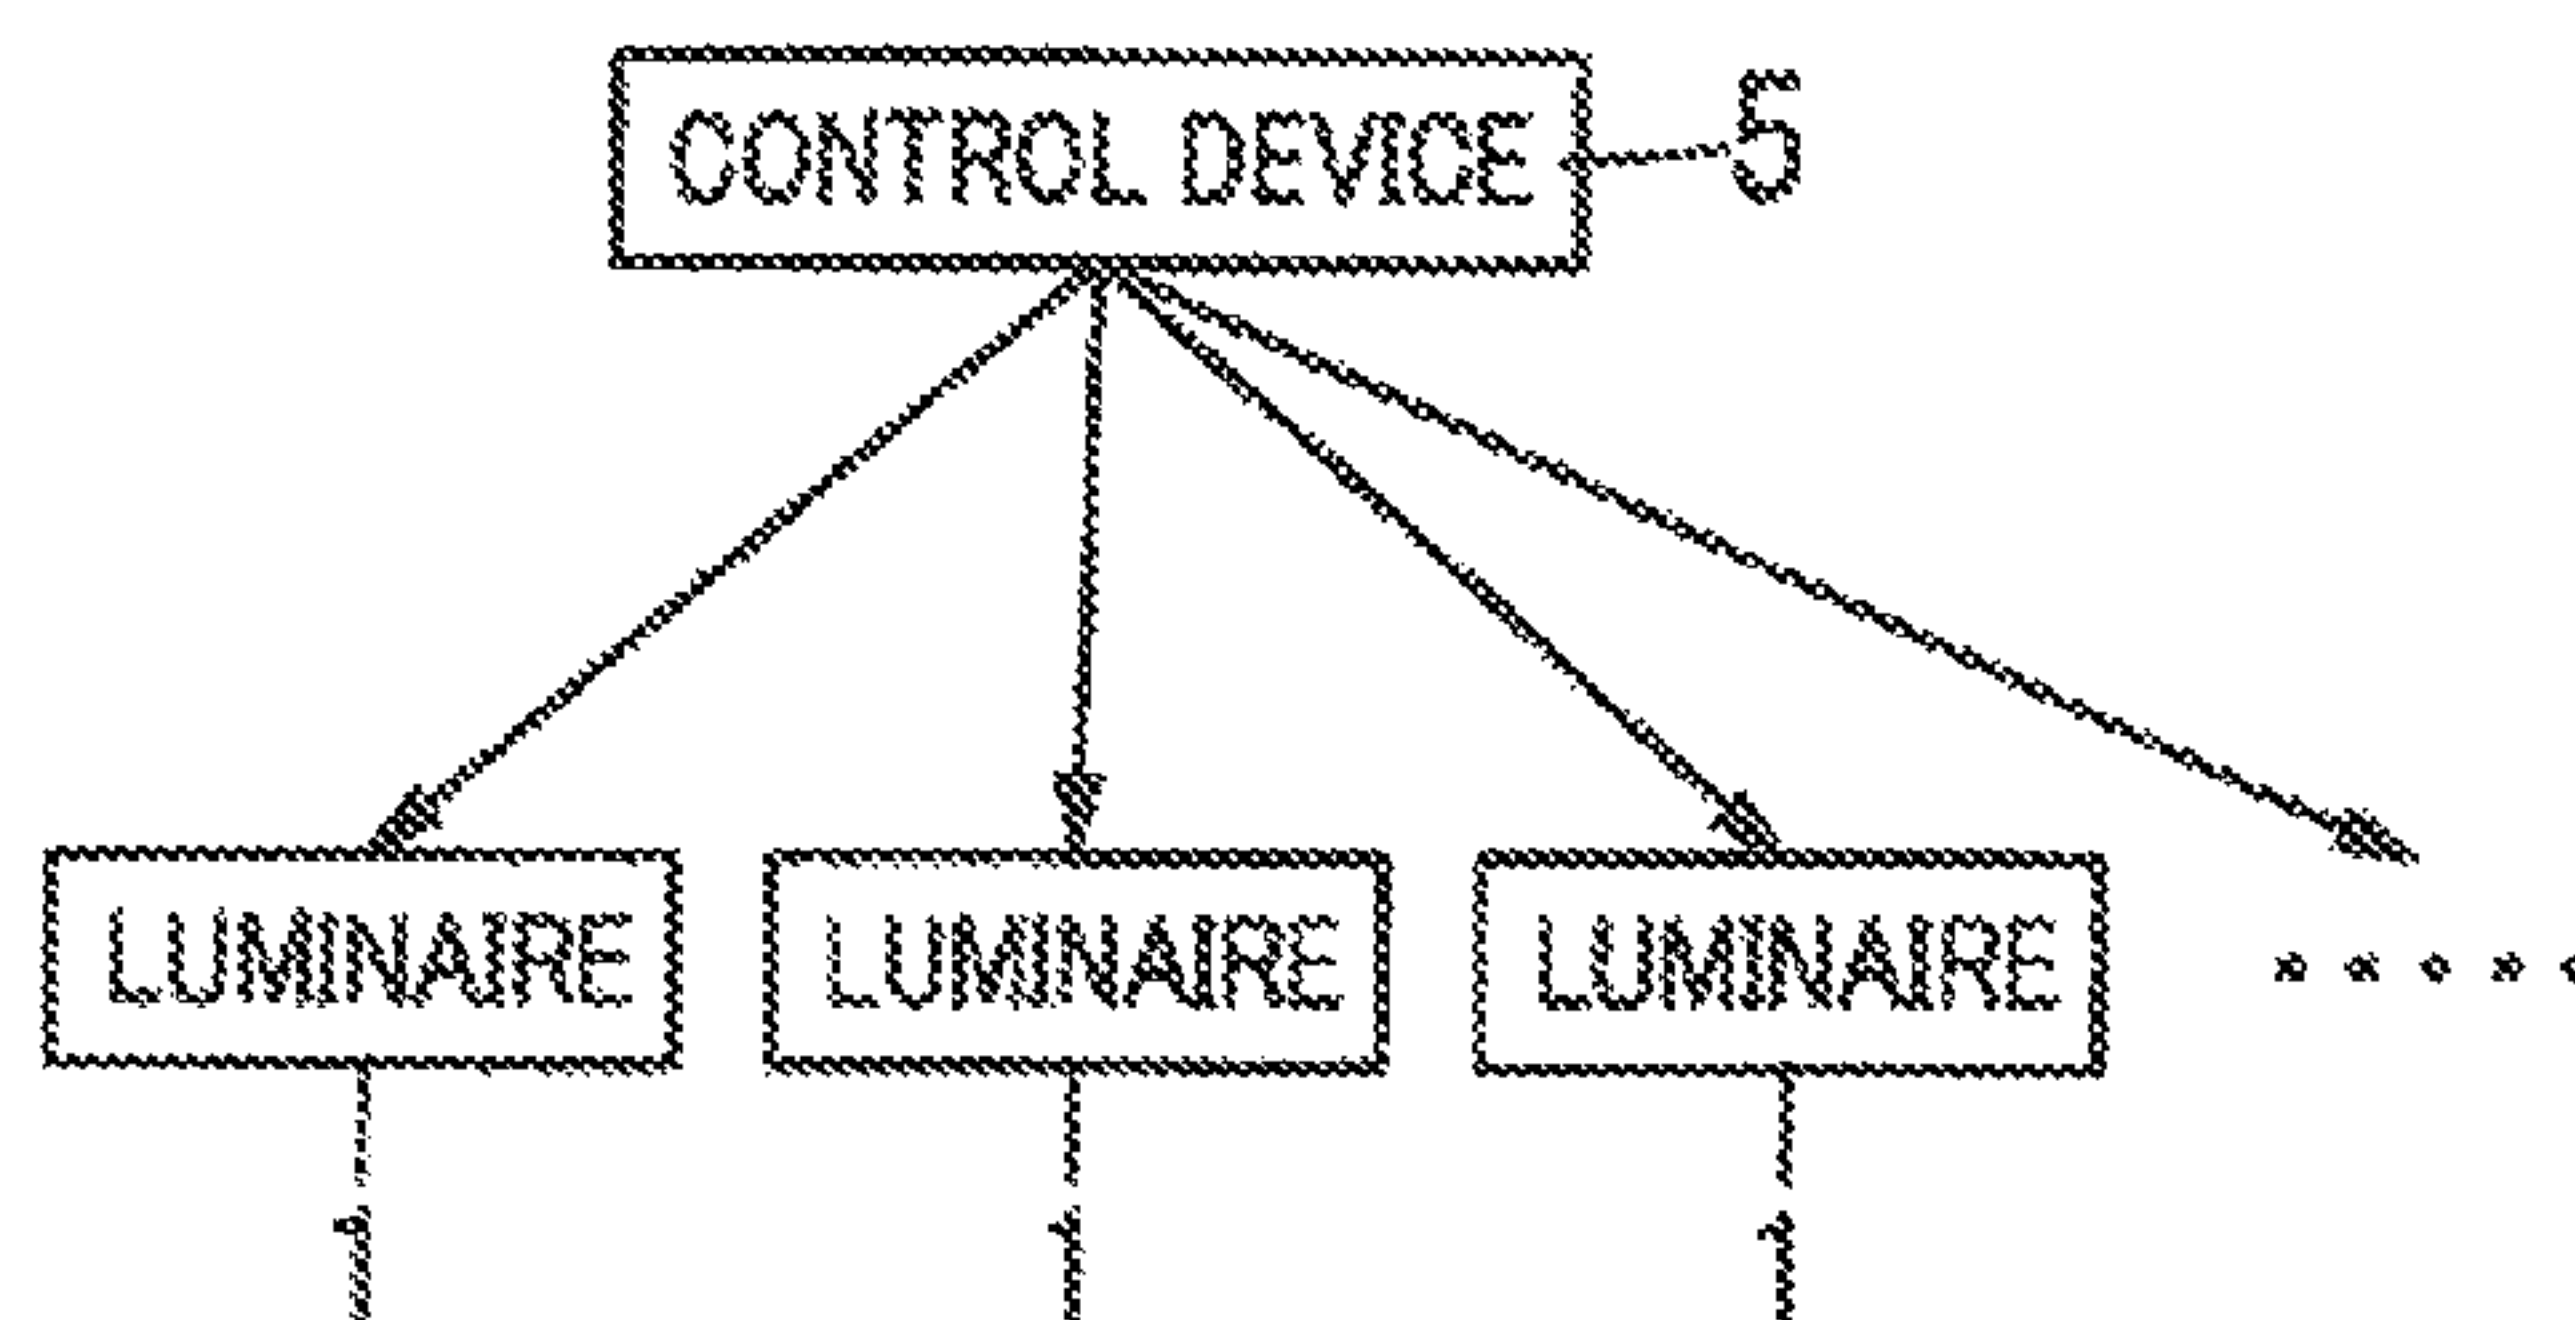 CONTROL DEVICE 5
LUMINAIRE LUMINAIRE LUMINAIRE .....
1 1 1